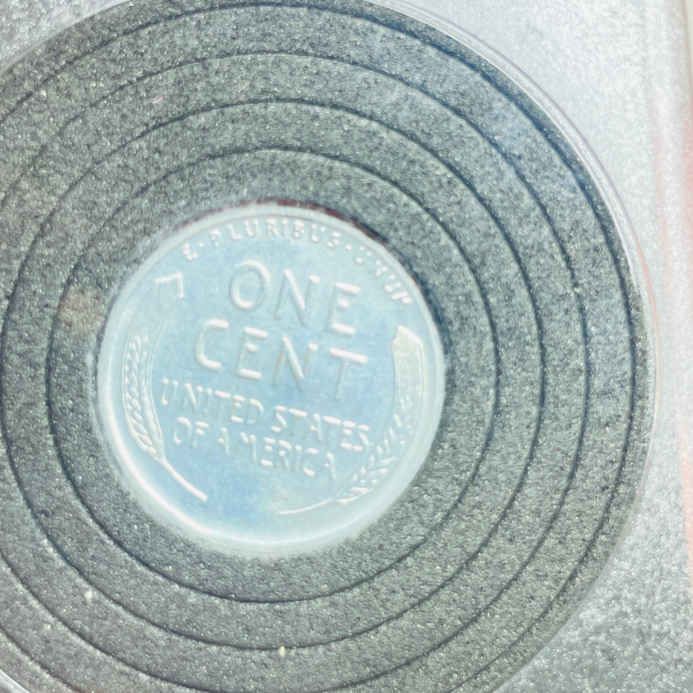 E·PLURIBUS·UNUM
ONE
CENT
UNITED STATES
OF AMERICA